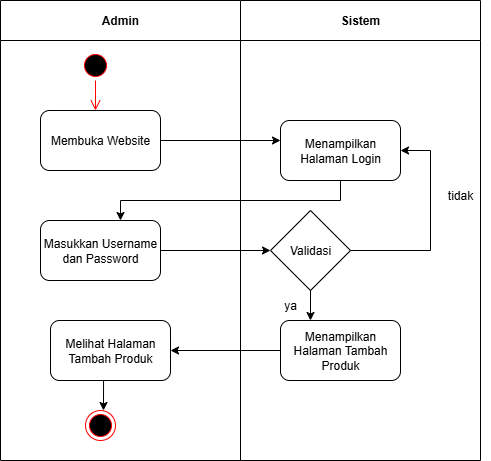 Admin
Sistem
Membuka Website
Menampilkan
Halaman Login
tidak
Masukkan Username
dan Password
Validasi
ya
Melihat Halaman
Tambah Produk
Menampilkan
Halaman Tambah
Produk